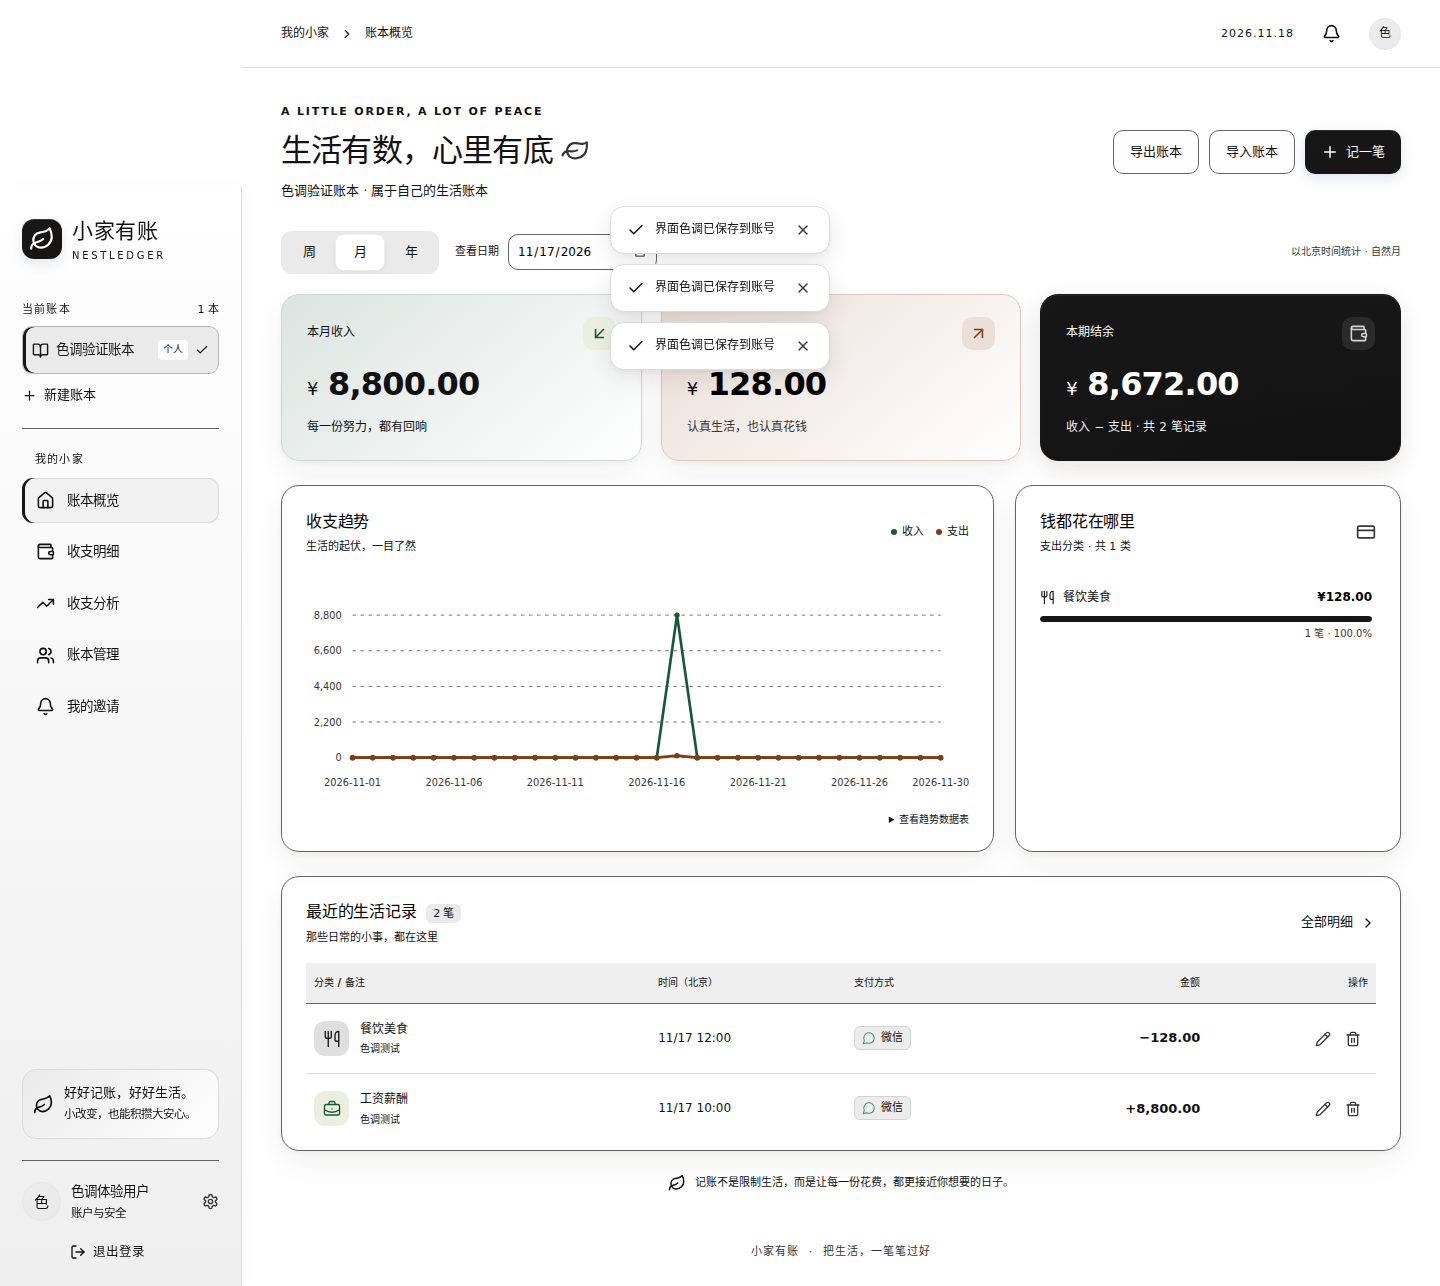 我的小家 账本概览
2026.11.18
色
小家有账
NESTLEDGER
当前账本 1 本
色调验证账本 个人
新建账本
我的小家
账本概览
收支明细
收支分析
账本管理
我的邀请
好好记账，好好生活。
小改变，也能积攒大安心。
色
色调体验用户
账户与安全
退出登录
A LITTLE ORDER, A LOT OF PEACE
生活有数，心里有底
色调验证账本 · 属于自己的生活账本
导出账本
导入账本
记一笔
周 月 年 查看日期 11/17/2026
以北京时间统计 · 自然月
界面色调已保存到账号
界面色调已保存到账号
界面色调已保存到账号
本月收入
¥ 8,800.00
每一份努力，都有回响
¥ 128.00
认真生活，也认真花钱
本期结余
¥ 8,672.00
收入 − 支出 · 共 2 笔记录
收支趋势
生活的起伏，一目了然
收入 支出
8,800
6,600
4,400
2,200
0
2026-11-01 2026-11-06 2026-11-11 2026-11-16 2026-11-21 2026-11-26 2026-11-30
查看趋势数据表
钱都花在哪里
支出分类 · 共 1 类
餐饮美食 ¥128.00
1 笔 · 100.0%
最近的生活记录 2 笔
那些日常的小事，都在这里
全部明细
分类 / 备注 时间（北京） 支付方式 金额 操作
餐饮美食
色调测试
11/17 12:00 微信 −128.00
工资薪酬
色调测试
11/17 10:00 微信 +8,800.00
记账不是限制生活，而是让每一份花费，都更接近你想要的日子。
小家有账 · 把生活，一笔笔过好